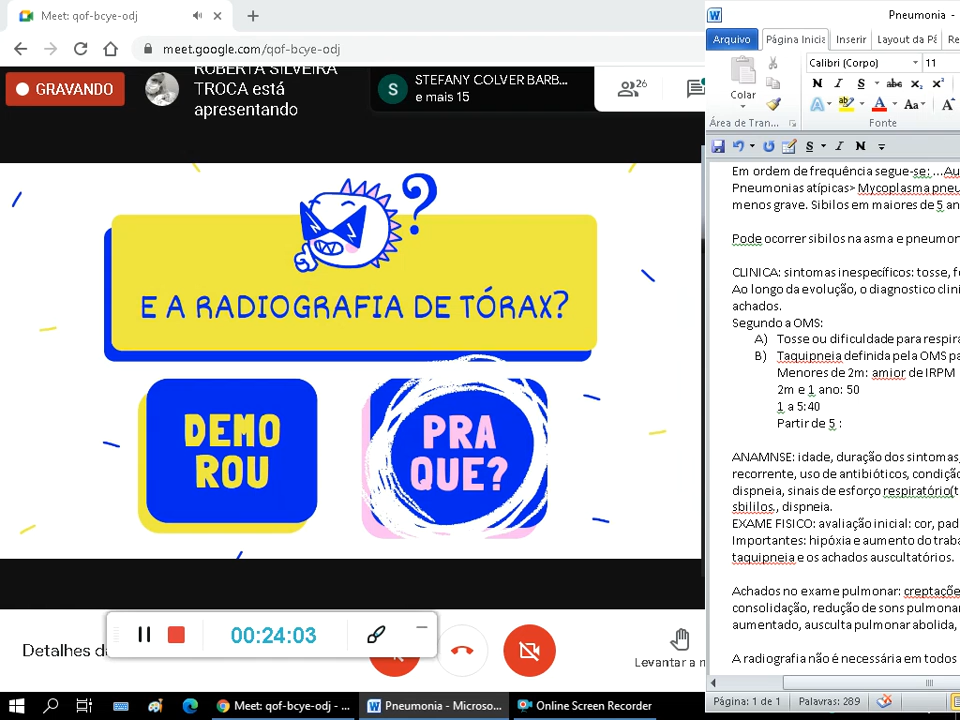 Meet: qof-bcye-odj
meet.google.com/qof-bcye-odj
GRAVANDO
ROBERTA SILVEIRA
TROCA está
apresentando
S
STEFANY COLVER BARB...
e mais 15
26
?
E A RADIOGRAFIA DE TÓRAX?
DEMO
ROU
PRA
QUE?
00:24:03
Detalhes da
Levantar a m
Pneumonia -
Arquivo
Página Inicia
Inserir
Layout da Pá
Re
Colar
Calibri (Corpo)
11
N I S abc x₂ x²
A ab A Aa A
Área de Tran...
Fonte
S I N
Em ordem de frequência segue-se: ...Au
Pneumonias atípicas> Mycoplasma pneu
menos grave. Sibilos em maiores de 5 an
Pode ocorrer sibilos na asma e pneumon
CLINICA: sintomas inespecíficos: tosse, fe
Ao longo da evolução, o diagnostico clini
achados.
Segundo a OMS:
A) Tosse ou dificuldade para respira
B) Taquipneia definida pela OMS pa
Menores de 2m: amior de IRPM
2m e 1 ano: 50
1 a 5:40
Partir de 5 :
ANAMNSE: idade, duração dos sintomas,
recorrente, uso de antibióticos, condição
dispneia, sinais de esforço respiratório(t
sbililos., dispneia.
EXAME FISICO: avaliação inicial: cor, pad
Importantes: hipóxia e aumento do traba
taquipneia e os achados auscultatórios.
Achados no exame pulmonar: creptaçõe
consolidação, redução de sons pulmonar
aumentado, ausculta pulmonar abolida,
A radiografia não é necessária em todos
Página: 1 de 1
Palavras: 289
Meet: qof-bcye-odj - ...
Pneumonia - Microso...
Online Screen Recorder